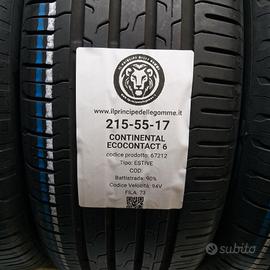 IL PRINCIPE DELLE GOMME
www.ilprincipedellegomme.it
215-55-17
CONTINENTAL
ECOCONTACT 6
codice prodotto: 67212
Tipo: ESTIVE
COD:
Battistrada: 90%
Codice Velocità: 94V
FILA: 73
subito